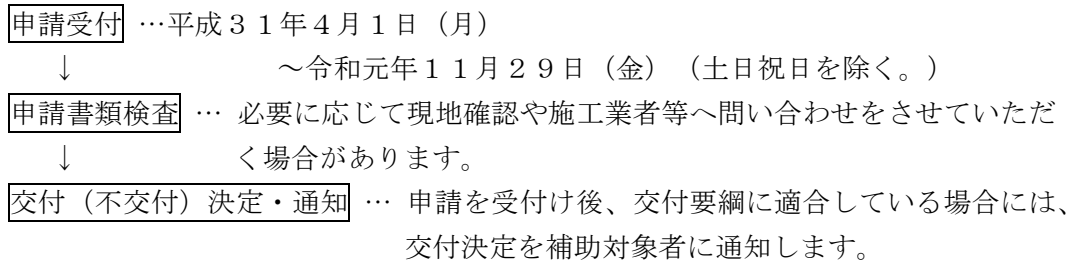 申請受付 …平成３１年４月１日（月）
↓ ～令和元年１１月２９日（金）（土日祝日を除く。）
申請書類検査 … 必要に応じて現地確認や施工業者等へ問い合わせをさせていただ
↓ く場合があります。
交付（不交付）決定・通知 … 申請を受付け後、交付要綱に適合している場合には、
交付決定を補助対象者に通知します。